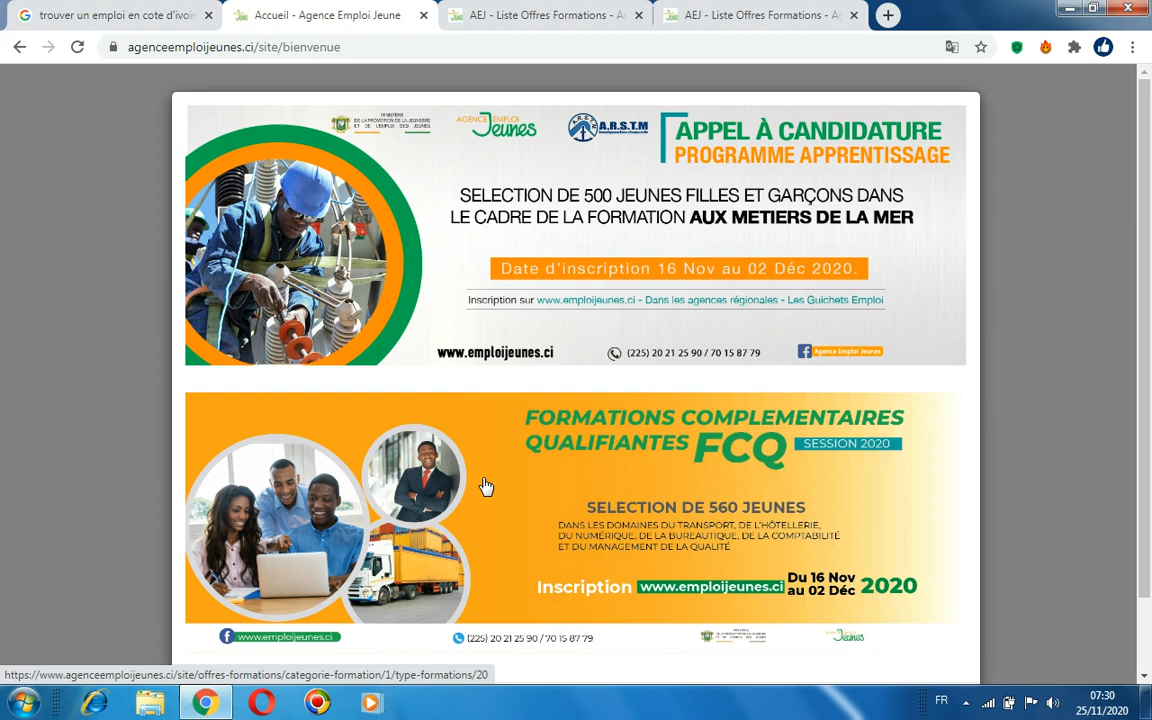 trouver un emploi en cote d'ivoir
Accueil - Agence Emploi Jeune
AEJ - Liste Offres Formations - Ag
AEJ - Liste Offres Formations - Ag
agenceemploijeunes.ci/site/bienvenue
MINISTÈRE
DE LA PROMOTION DE LA JEUNESSE
ET DE L'EMPLOI DES JEUNES
AGENCE EMPLOI
Jeunes
A.R.S.T.M
APPEL À CANDIDATURE
PROGRAMME APPRENTISSAGE
SELECTION DE 500 JEUNES FILLES ET GARÇONS DANS
LE CADRE DE LA FORMATION AUX METIERS DE LA MER
Date d'inscription 16 Nov au 02 Déc 2020.
Inscription sur www.emploijeunes.ci - Dans les agences régionales - Les Guichets Emploi
www.emploijeunes.ci
(225) 20 21 25 90 / 70 15 87 79
Agence Emploi Jeunes
FORMATIONS COMPLEMENTAIRES
QUALIFIANTES FCQ SESSION 2020
SELECTION DE 560 JEUNES
DANS LES DOMAINES DU TRANSPORT, DE L'HÔTELLERIE,
DU NUMÉRIQUE, DE LA BUREAUTIQUE, DE LA COMPTABILITÉ
ET DU MANAGEMENT DE LA QUALITÉ
Inscription www.emploijeunes.ci Du 16 Nov au 02 Déc 2020
www.emploijeunes.ci
(225) 20 21 25 90 / 70 15 87 79
Jeunes
https://www.agenceemploijeunes.ci/site/offres-formations/categorie-formation/1/type-formations/20
FR
07:30
25/11/2020